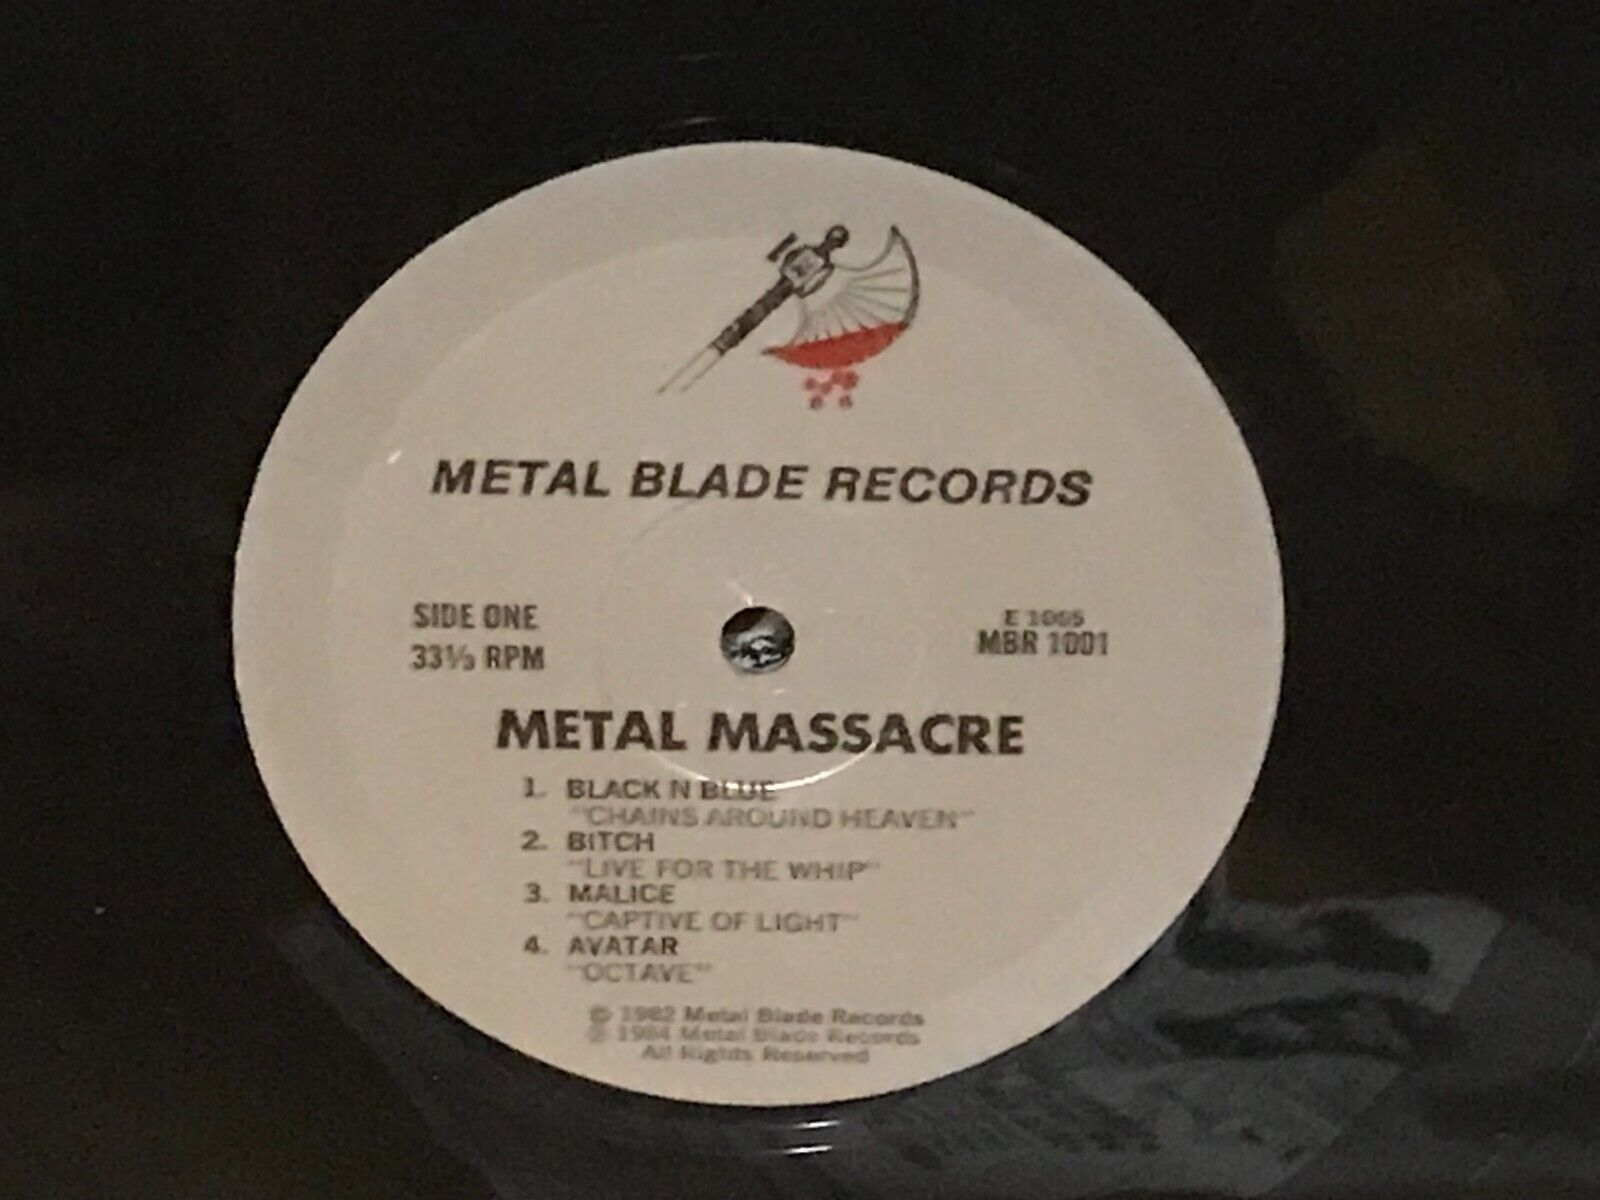 METAL BLADE RECORDS
SIDE ONE
33⅓ RPM
E 1065
MBR 1001
METAL MASSACRE
1. BLACK N BLUE
"CHAINS AROUND HEAVEN"
2. BITCH
"LIVE FOR THE WHIP"
3. MALICE
"CAPTIVE OF LIGHT"
4. AVATAR
"OCTAVE"
© 1982 Metal Blade Records
℗ 1984 Metal Blade Records
All Rights Reserved